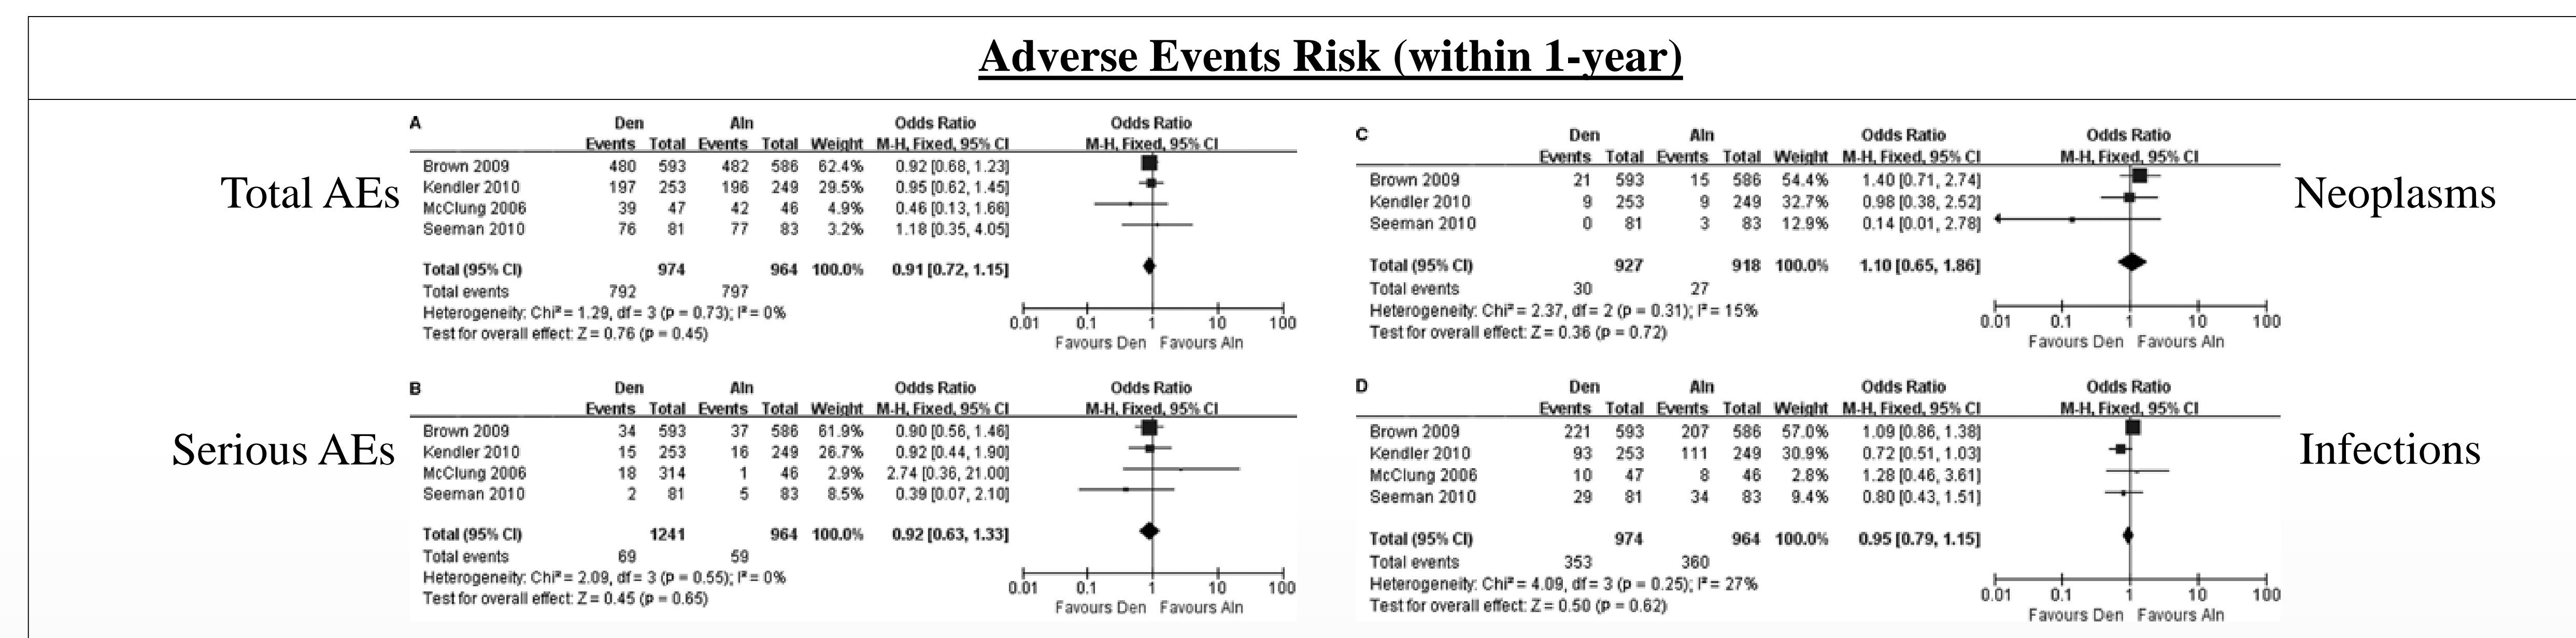 Adverse Events Risk (within 1-year)
Total AEs
A
Den Aln Odds Ratio Odds Ratio
Events Total Events Total Weight M-H, Fixed, 95% CI M-H, Fixed, 95% CI
Brown 2009 480 593 482 586 62.4% 0.92 [0.68, 1.23]
Kendler 2010 197 253 196 249 29.5% 0.95 [0.62, 1.45]
McClung 2006 39 47 42 46 4.9% 0.46 [0.13, 1.66]
Seeman 2010 76 81 77 83 3.2% 1.18 [0.35, 4.05]
Total (95% CI) 974 964 100.0% 0.91 [0.72, 1.15]
Total events 792 797
Heterogeneity: Chi² = 1.29, df = 3 (p = 0.73); I² = 0%
Test for overall effect: Z = 0.76 (p = 0.45)
0.01 0.1 1 10 100
Favours Den Favours Aln
C
Den Aln Odds Ratio Odds Ratio
Events Total Events Total Weight M-H, Fixed, 95% CI M-H, Fixed, 95% CI
Brown 2009 21 593 15 586 54.4% 1.40 [0.71, 2.74]
Kendler 2010 9 253 9 249 32.7% 0.98 [0.38, 2.52]
Seeman 2010 0 81 3 83 12.9% 0.14 [0.01, 2.78]
Total (95% CI) 927 918 100.0% 1.10 [0.65, 1.86]
Total events 30 27
Heterogeneity: Chi² = 2.37, df = 2 (p = 0.31); I² = 15%
Test for overall effect: Z = 0.36 (p = 0.72)
0.01 0.1 1 10 100
Favours Den Favours Aln
Neoplasms
Serious AEs
B
Den Aln Odds Ratio Odds Ratio
Events Total Events Total Weight M-H, Fixed, 95% CI M-H, Fixed, 95% CI
Brown 2009 34 593 37 586 61.9% 0.90 [0.56, 1.46]
Kendler 2010 15 253 16 249 26.7% 0.92 [0.44, 1.90]
McClung 2006 18 314 1 46 2.9% 2.74 [0.36, 21.00]
Seeman 2010 2 81 5 83 8.5% 0.39 [0.07, 2.10]
Total (95% CI) 1241 964 100.0% 0.92 [0.63, 1.33]
Total events 69 59
Heterogeneity: Chi² = 2.09, df = 3 (p = 0.55); I² = 0%
Test for overall effect: Z = 0.45 (p = 0.65)
0.01 0.1 1 10 100
Favours Den Favours Aln
D
Den Aln Odds Ratio Odds Ratio
Events Total Events Total Weight M-H, Fixed, 95% CI M-H, Fixed, 95% CI
Brown 2009 221 593 207 586 57.0% 1.09 [0.86, 1.38]
Kendler 2010 93 253 111 249 30.9% 0.72 [0.51, 1.03]
McClung 2006 10 47 8 46 2.8% 1.28 [0.46, 3.61]
Seeman 2010 29 81 34 83 9.4% 0.80 [0.43, 1.51]
Total (95% CI) 974 964 100.0% 0.95 [0.79, 1.15]
Total events 353 360
Heterogeneity: Chi² = 4.09, df = 3 (p = 0.25); I² = 27%
Test for overall effect: Z = 0.50 (p = 0.62)
0.01 0.1 1 10 100
Favours Den Favours Aln
Infections